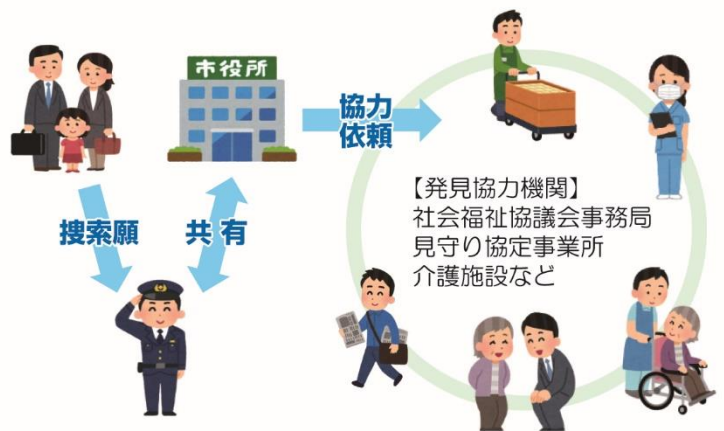 市役所
協力
依頼
捜索願
共有
【発見協力機関】
社会福祉協議会事務局
見守り協定事業所
介護施設など